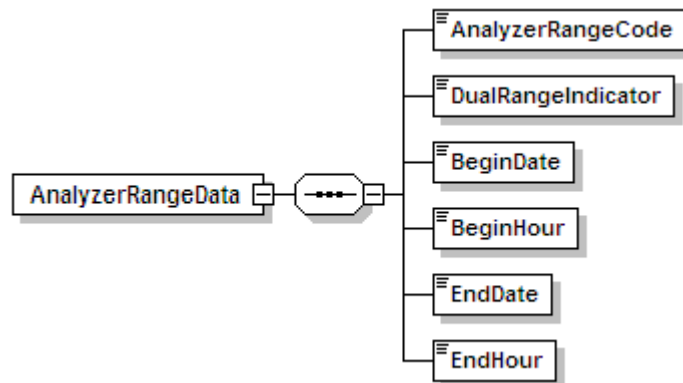 AnalyzerRangeCode
DualRangeIndicator
BeginDate
AnalyzerRangeData
BeginHour
EndDate
EndHour